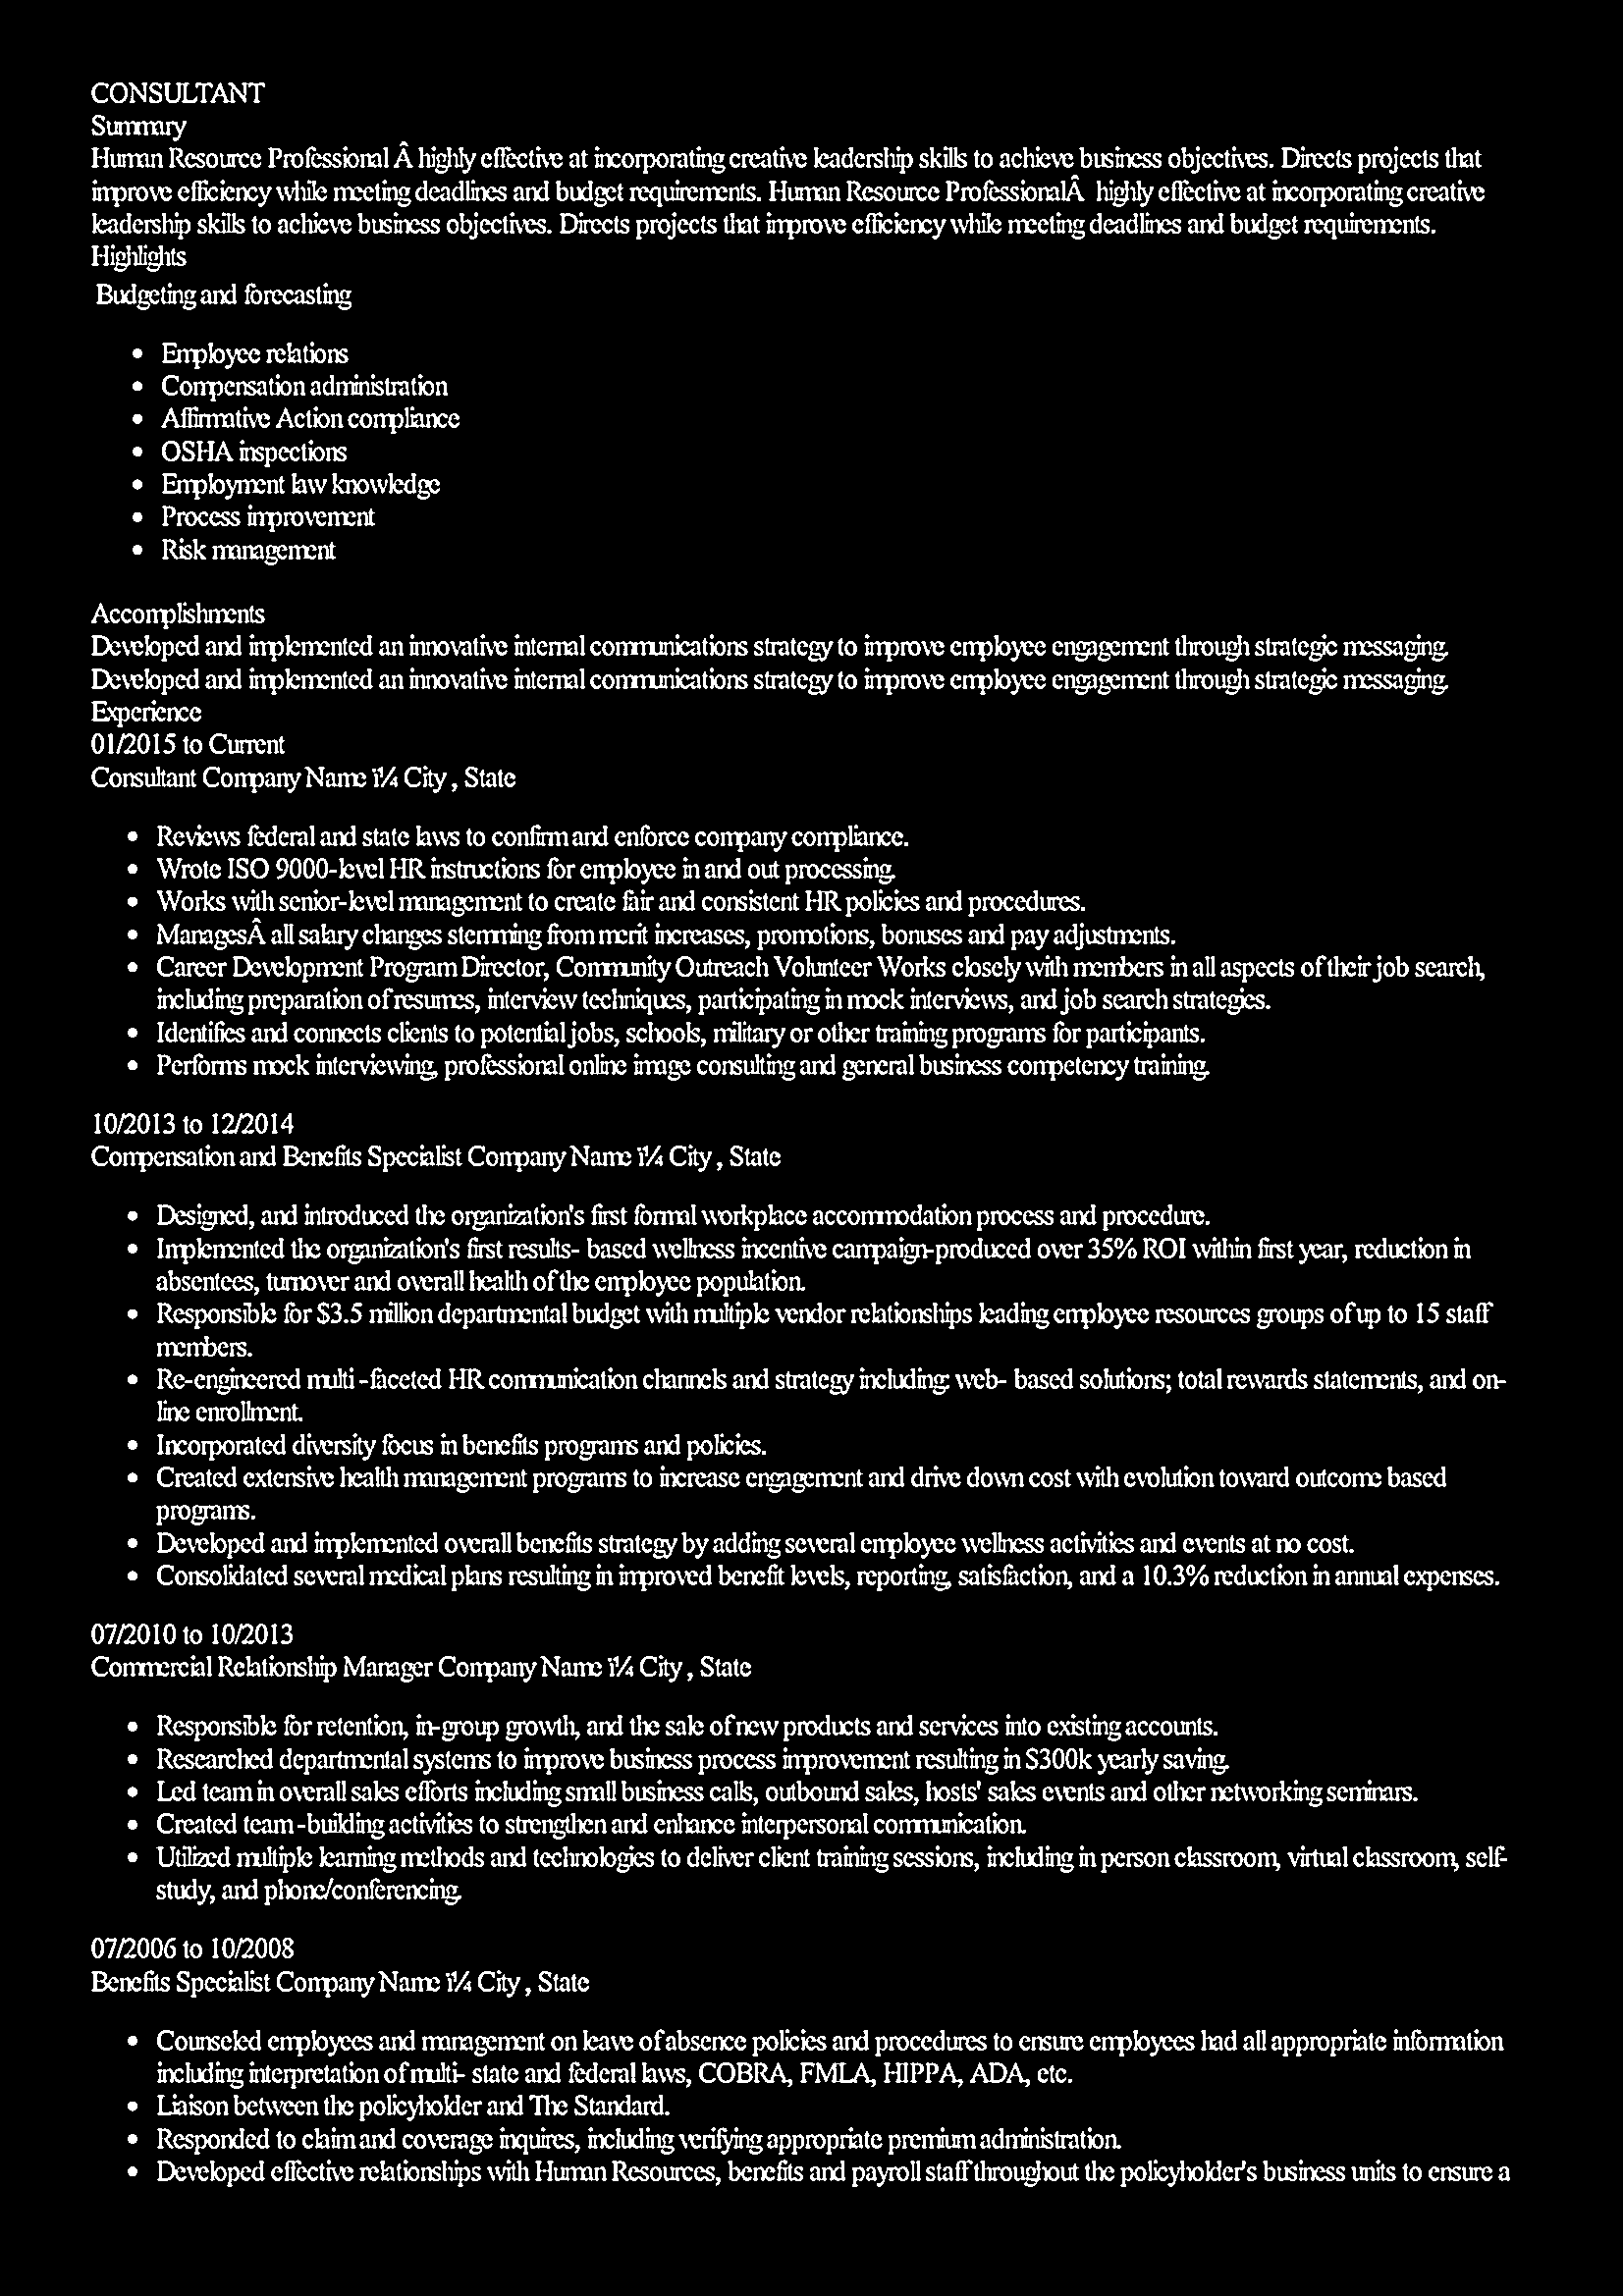 CONSULTANT
Summary
Human Resource Professional Â highly effective at incorporating creative leadership skills to achieve business objectives. Directs projects that
improve efficiency while meeting deadlines and budget requirements. Human Resource ProfessionalÂ  highly effective at incorporating creative
leadership skills to achieve business objectives. Directs projects that improve efficiency while meeting deadlines and budget requirements.
Highlights
Budgeting and forecasting
• Employee relations
• Compensation administration
• Affirmative Action compliance
• OSHA inspections
• Employment law knowledge
• Process improvement
• Risk management
Accomplishments
Developed and implemented an innovative internal communications strategy to improve employee engagement through strategic messaging.
Developed and implemented an innovative internal communications strategy to improve employee engagement through strategic messaging.
Experience
01/2015 to Current
Consultant Company Name ï¼ City , State
• Reviews federal and state laws to confirm and enforce company compliance.
• Wrote ISO 9000-level HR instructions for employee in and out processing.
• Works with senior-level management to create fair and consistent HR policies and procedures.
• ManagesÂ all salary changes stemming from merit increases, promotions, bonuses and pay adjustments.
• Career Development Program Director, Community Outreach Volunteer Works closely with members in all aspects of their job search,
including preparation of resumes, interview techniques, participating in mock interviews, and job search strategies.
• Identifies and connects clients to potential jobs, schools, military or other training programs for participants.
• Performs mock interviewing, professional online image consulting and general business competency training.
10/2013 to 12/2014
Compensation and Benefits Specialist Company Name ï¼ City , State
• Designed, and introduced the organization's first formal workplace accommodation process and procedure.
• Implemented the organization's first results- based wellness incentive campaign-produced over 35% ROI within first year, reduction in
absentees, turnover and overall health of the employee population.
• Responsible for $3.5 million departmental budget with multiple vendor relationships leading employee resources groups of up to 15 staff
members.
• Re-engineered multi -faceted HR communication channels and strategy including: web- based solutions; total rewards statements, and on-
line enrollment.
• Incorporated diversity focus in benefits programs and policies.
• Created extensive health management programs to increase engagement and drive down cost with evolution toward outcome based
programs.
• Developed and implemented overall benefits strategy by adding several employee wellness activities and events at no cost.
• Consolidated several medical plans resulting in improved benefit levels, reporting, satisfaction, and a 10.3% reduction in annual expenses.
07/2010 to 10/2013
Commercial Relationship Manager Company Name ï¼ City , State
• Responsible for retention, in-group growth, and the sale of new products and services into existing accounts.
• Researched departmental systems to improve business process improvement resulting in $300k yearly saving.
• Led team in overall sales efforts including small business calls, outbound sales, hosts' sales events and other networking seminars.
• Created team -building activities to strengthen and enhance interpersonal communication.
• Utilized multiple learning methods and technologies to deliver client training sessions, including in person classroom, virtual classroom, self-
study, and phone/conferencing.
07/2006 to 10/2008
Benefits Specialist Company Name ï¼ City , State
• Counseled employees and management on leave of absence policies and procedures to ensure employees had all appropriate information
including interpretation of multi- state and federal laws, COBRA, FMLA, HIPPA, ADA, etc.
• Liaison between the policyholder and The Standard.
• Responded to claim and coverage inquires, including verifying appropriate premium administration.
• Developed effective relationships with Human Resources, benefits and payroll staff throughout the policyholder's business units to ensure a